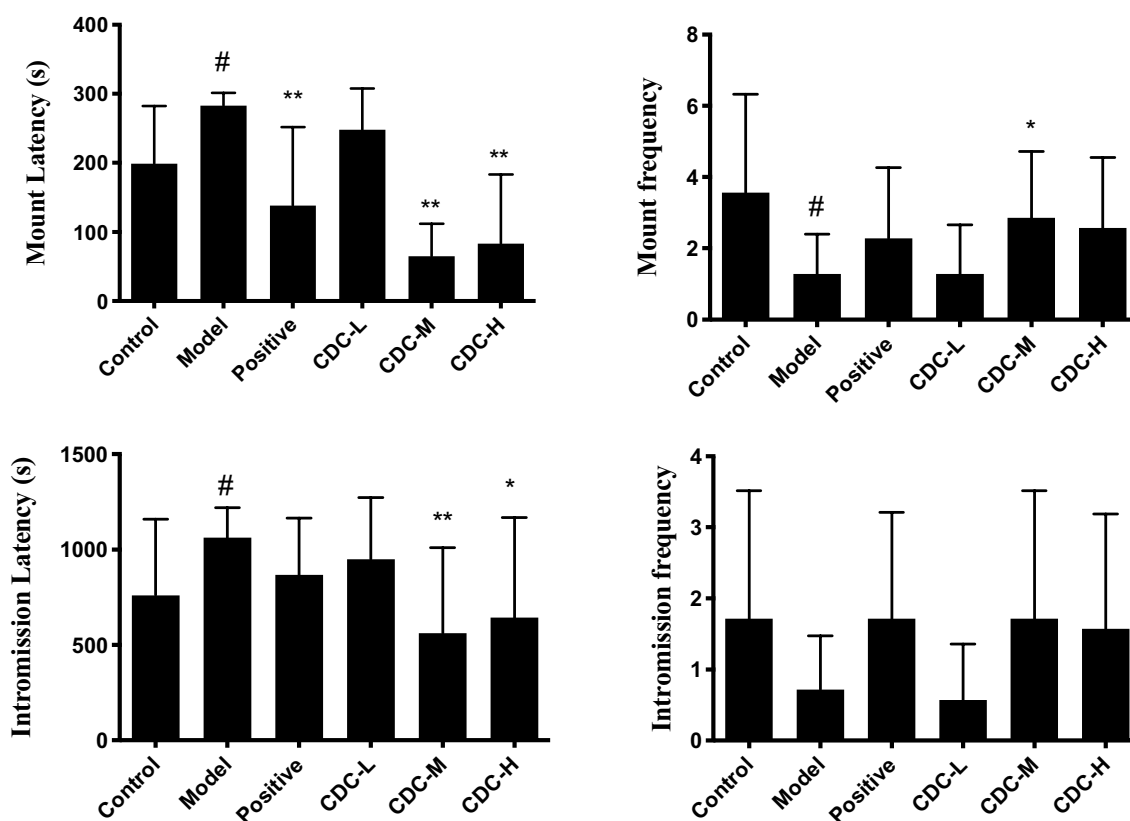 Mount Latency (s)
400
300
200
100
0
#
**
**
**
Control
Model
Positive
CDC-L
CDC-M
CDC-H
Mount frequency
8
6
4
2
0
#
*
Control
Model
Positive
CDC-L
CDC-M
CDC-H
Intromission Latency (s)
1500
1000
500
0
#
**
*
Control
Model
Positive
CDC-L
CDC-M
CDC-H
Intromission frequency
4
3
2
1
0
Control
Model
Positive
CDC-L
CDC-M
CDC-H